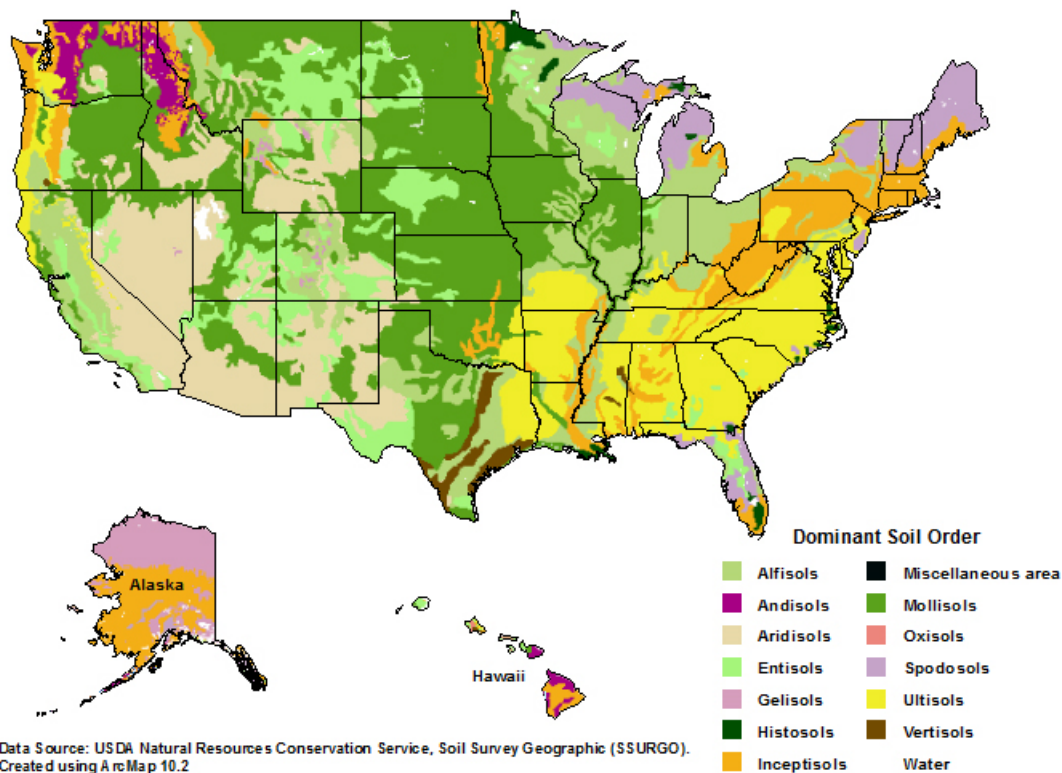 Alaska
Hawaii
Dominant Soil Order
Alfisols
Andisols
Aridisols
Entisols
Gelisols
Histosols
Inceptisols
Miscellaneous area
Mollisols
Oxisols
Spodosols
Ultisols
Vertisols
Water
Data Source: USDA Natural Resources Conservation Service, Soil Survey Geographic (SSURGO).
Created using ArcMap 10.2